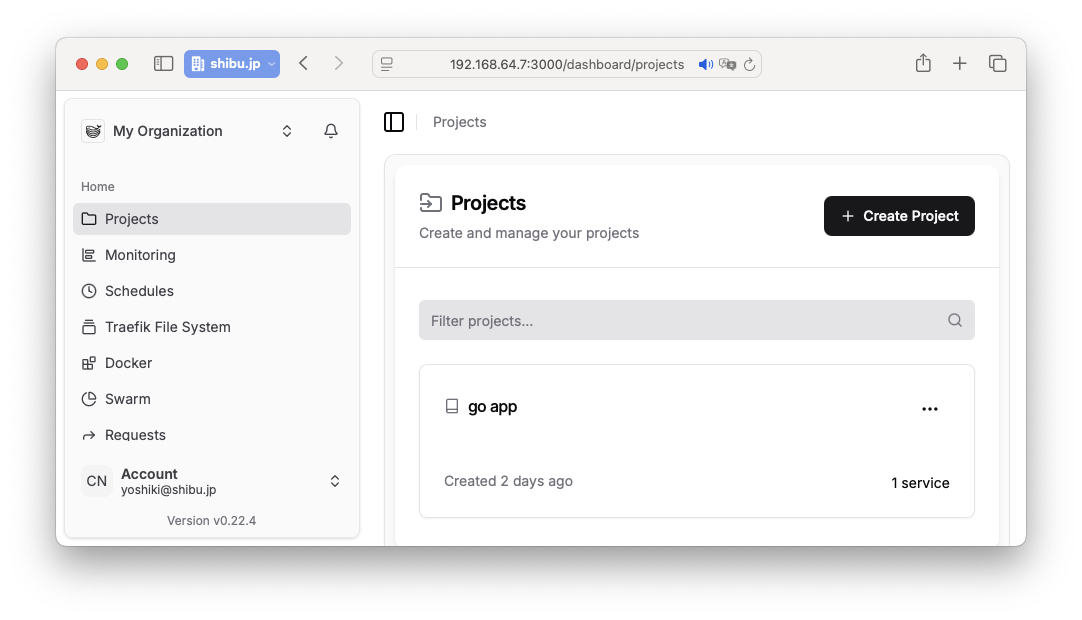 shibu.jp
192.168.64.7:3000/dashboard/projects
My Organization
Projects
Home
Projects
Monitoring
Schedules
Traefik File System
Docker
Swarm
Requests
CN
Account
yoshiki@shibu.jp
Version v0.22.4
Projects
Create and manage your projects
+ Create Project
Filter projects...
go app
Created 2 days ago
1 service